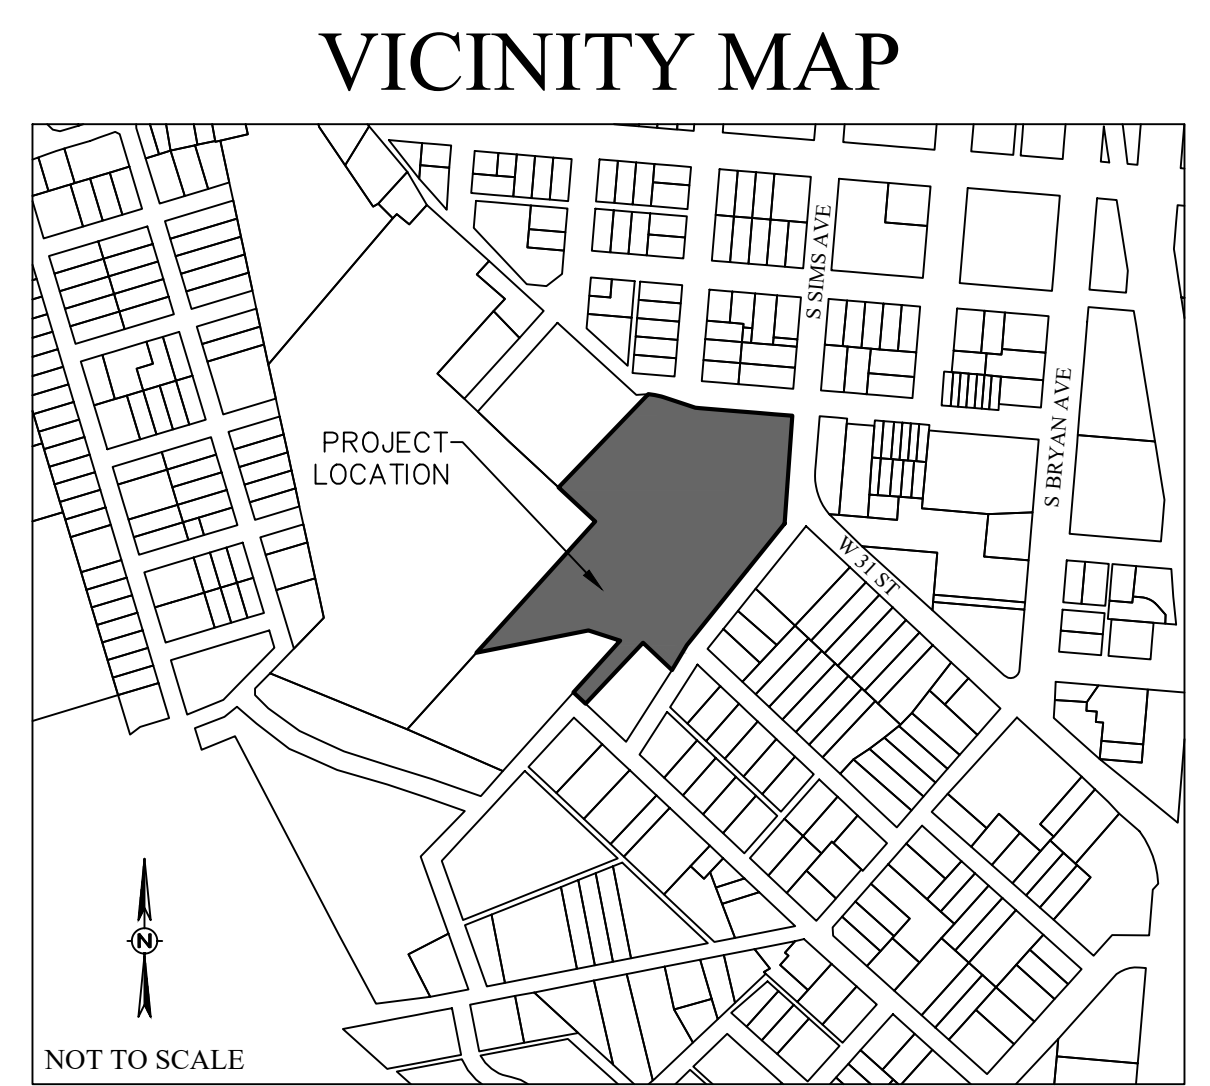 VICINITY MAP
S SIMS AVE
S BRYAN AVE
PROJECT
LOCATION
W 31 ST
N
NOT TO SCALE